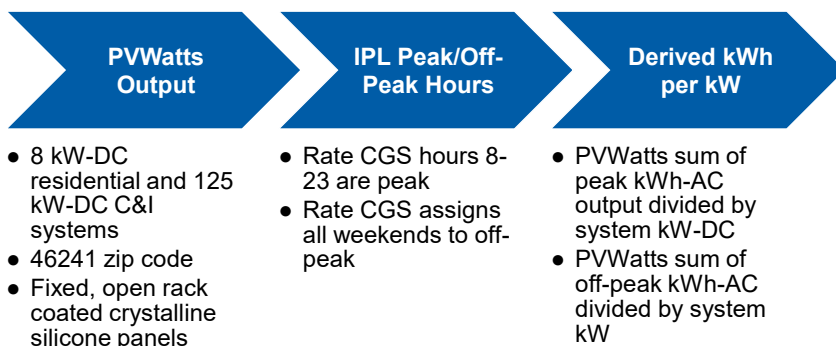 PVWatts
Output
IPL Peak/Off-
Peak Hours
Derived kWh
per kW
● 8 kW-DC
residential and 125
kW-DC C&I
systems
● 46241 zip code
● Fixed, open rack
coated crystalline
silicone panels
● Rate CGS hours 8-
23 are peak
● Rate CGS assigns
all weekends to off-
peak
● PVWatts sum of
peak kWh-AC
output divided by
system kW-DC
● PVWatts sum of
off-peak kWh-AC
divided by system
kW